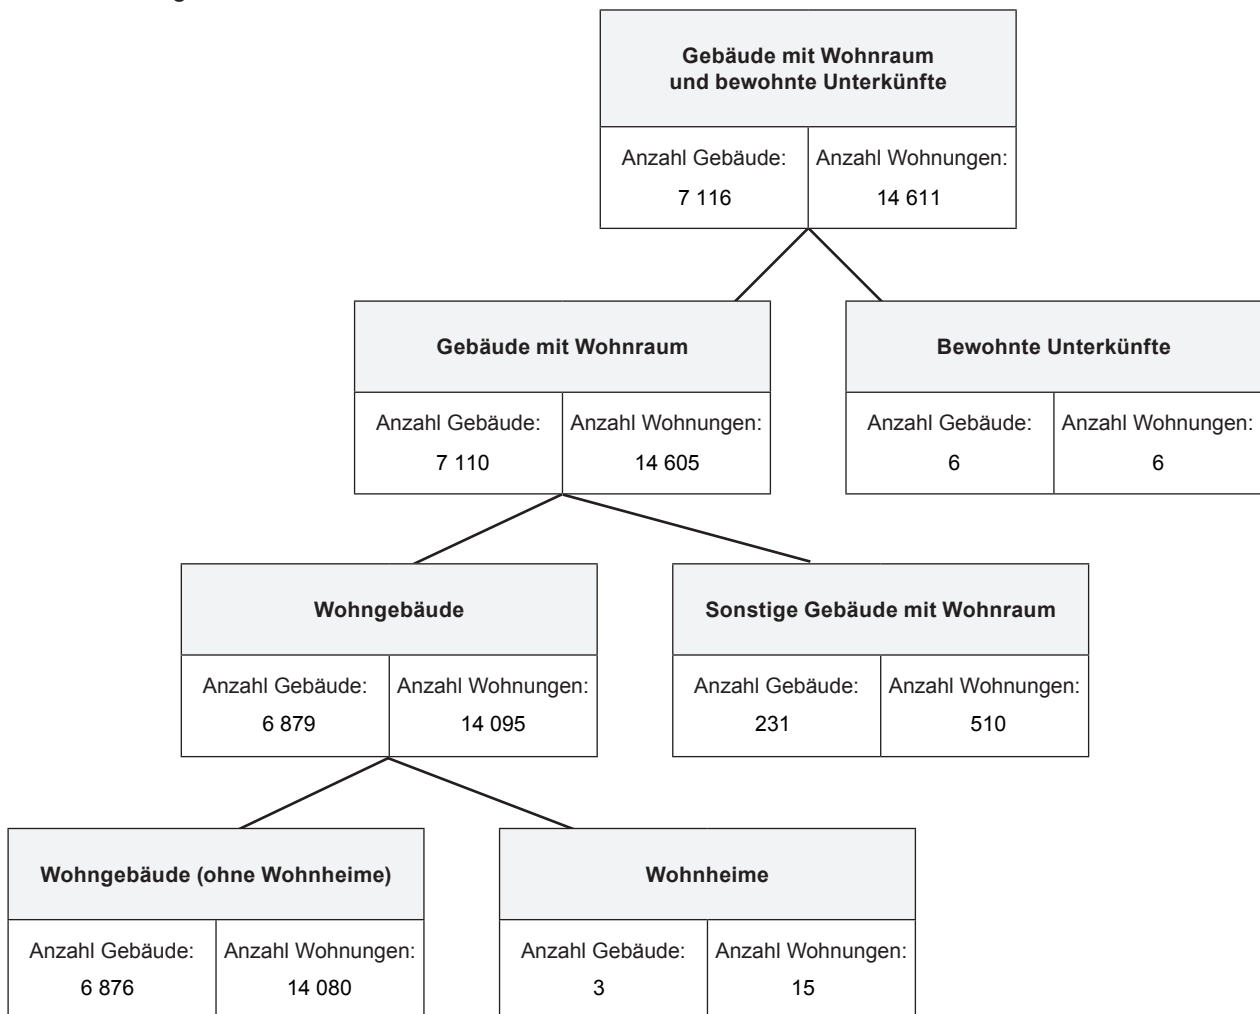 Gebäude mit Wohnraum
und bewohnte Unterkünfte
Anzahl Gebäude: Anzahl Wohnungen:
7 116 14 611
Gebäude mit Wohnraum
Anzahl Gebäude: Anzahl Wohnungen:
7 110 14 605
Bewohnte Unterkünfte
Anzahl Gebäude: Anzahl Wohnungen:
6 6
Wohngebäude
Anzahl Gebäude: Anzahl Wohnungen:
6 879 14 095
Sonstige Gebäude mit Wohnraum
Anzahl Gebäude: Anzahl Wohnungen:
231 510
Wohngebäude (ohne Wohnheime)
Anzahl Gebäude: Anzahl Wohnungen:
6 876 14 080
Wohnheime
Anzahl Gebäude: Anzahl Wohnungen:
3 15